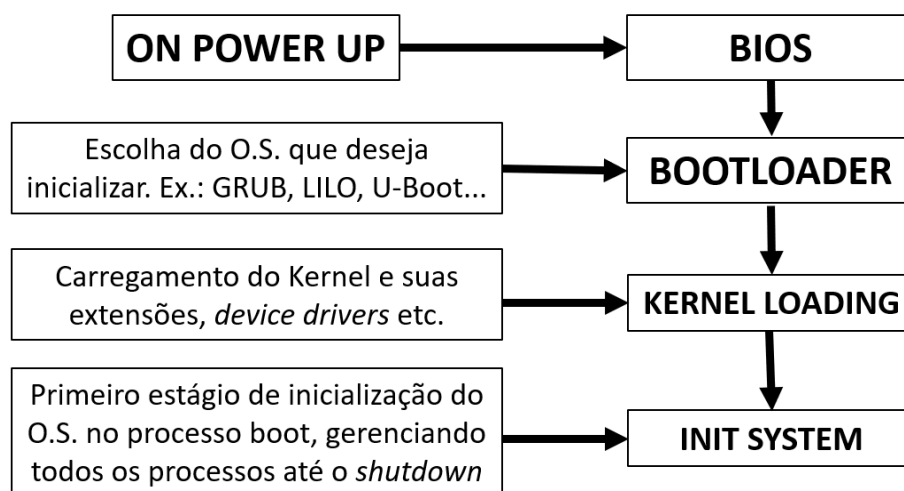 ON POWER UP
BIOS
Escolha do O.S. que deseja
inicializar. Ex.: GRUB, LILO, U-Boot...
BOOTLOADER
Carregamento do Kernel e suas
extensões, device drivers etc.
KERNEL LOADING
Primeiro estágio de inicialização do
O.S. no processo boot, gerenciando
todos os processos até o shutdown
INIT SYSTEM